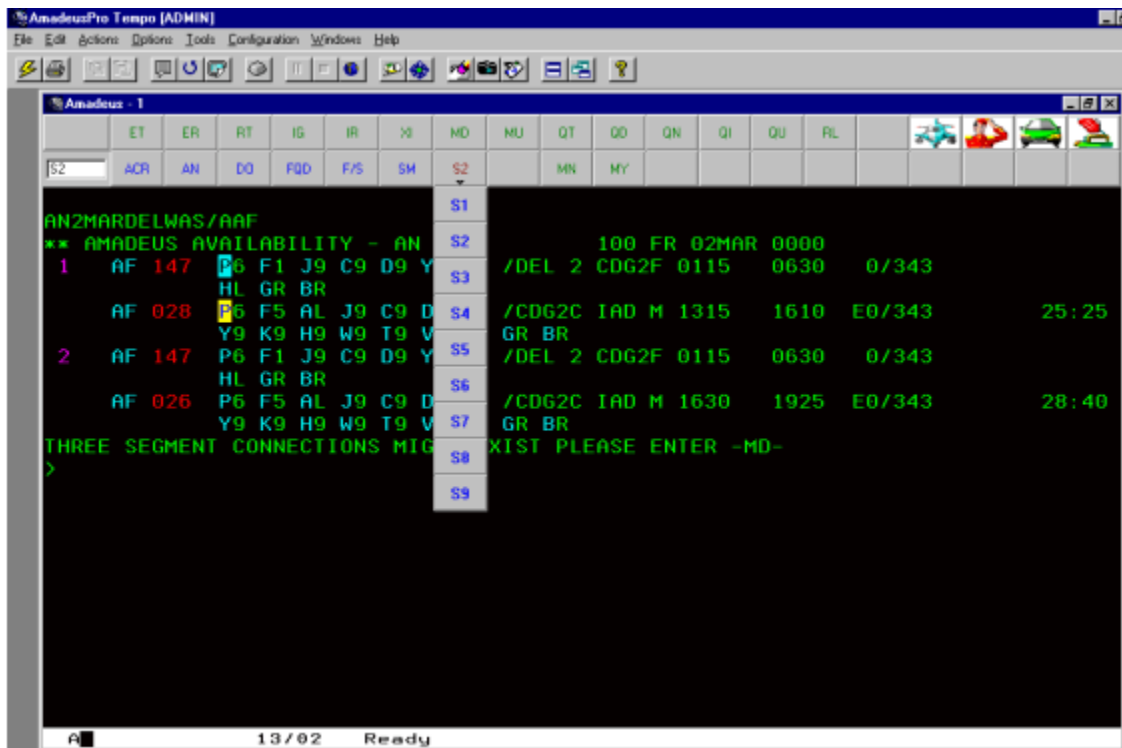 AmadeusPro Tempo [ADMIN]
File Edit Actions Options Tools Configuration Windows Help
Amadeus - 1
ET ER RT IG IR XI MD MU QT QD QN QI QU RL
S2 ACR AN DO FQD F/S SM S2 MN MY
S1
S2
S3
S4
S5
S6
S7
S8
S9
AN2MARDELWAS/AAF
** AMADEUS AVAILABILITY - AN 100 FR 02MAR 0000
1 AF 147 P6 F1 J9 C9 D9 Y /DEL 2 CDG2F 0115 0630 0/343
HL GR BR
AF 028 P6 F5 AL J9 C9 D /CDG2C IAD M 1315 1610 E0/343 25:25
Y9 K9 H9 W9 T9 V GR BR
2 AF 147 P6 F1 J9 C9 D9 Y /DEL 2 CDG2F 0115 0630 0/343
HL GR BR
AF 026 P6 F5 AL J9 C9 D /CDG2C IAD M 1630 1925 E0/343 28:40
Y9 K9 H9 W9 T9 V GR BR
THREE SEGMENT CONNECTIONS MIG XIST PLEASE ENTER -MD-
>
A 13/02 Ready